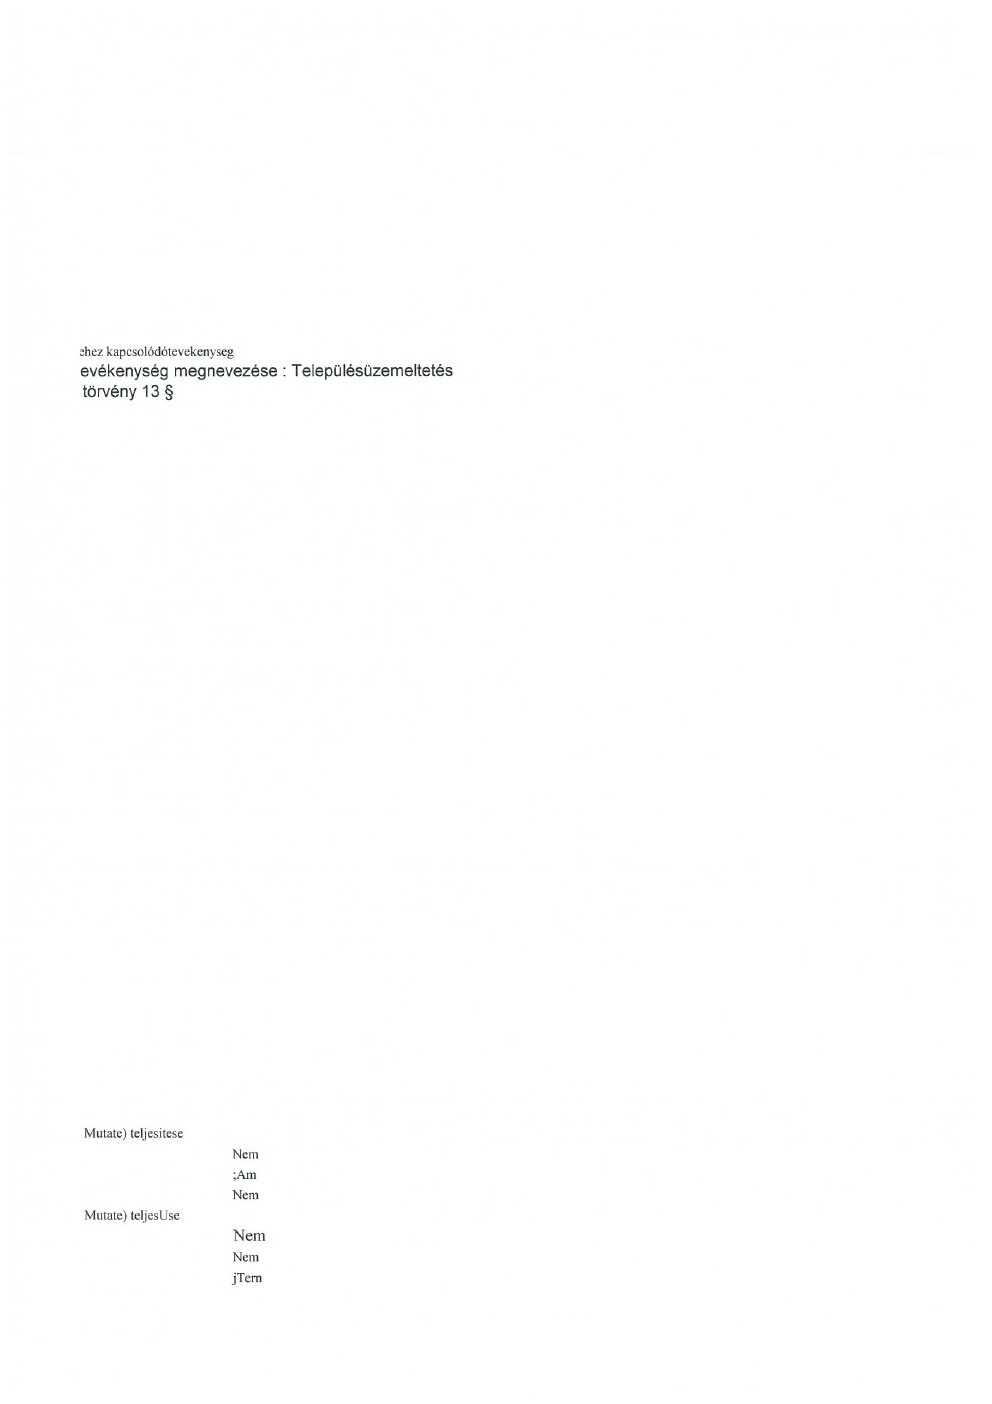 ehez kapcsolódótevekenyseg
evékenység megnevezése : Településüzemeltetés
törvény 13 §
Mutate) teljesitese
Nem
;Am
Nem
Mutate) teljesUse
Nem
Nem
jTern